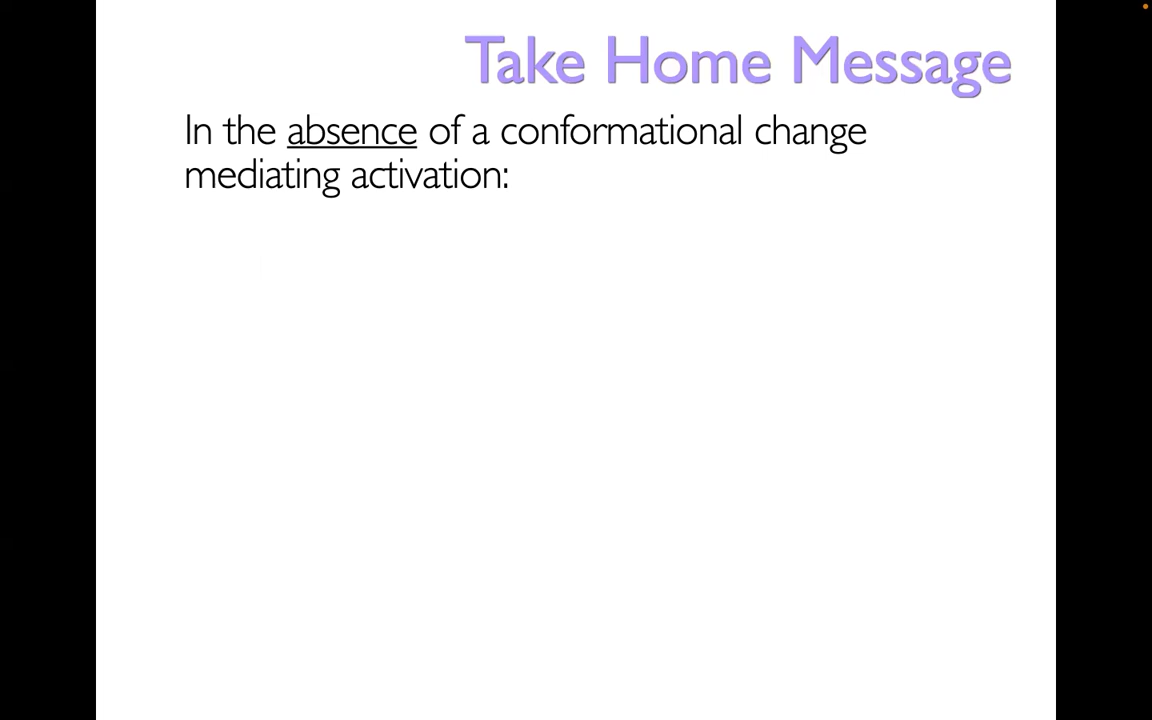 Take Home Message
In the absence of a conformational change
mediating activation: